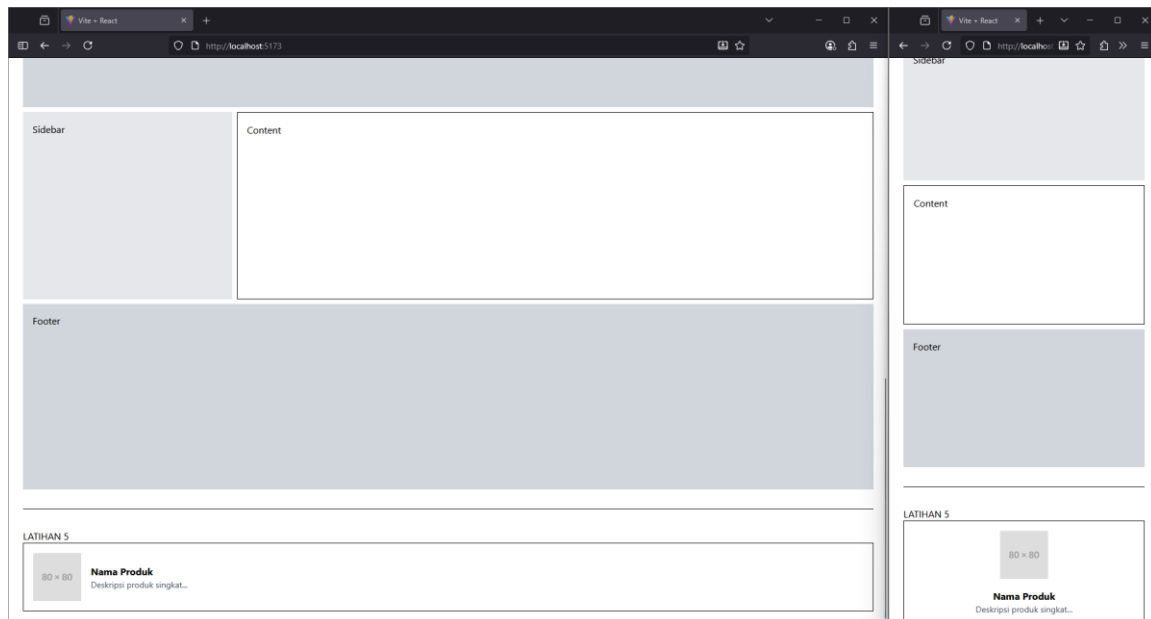 Vite + React
http://localhost:5173
Sidebar
Content
Footer
LATIHAN 5
80 × 80
Nama Produk
Deskripsi produk singkat...
Vite + React
http://localhost
Sidebar
Content
Footer
LATIHAN 5
80 × 80
Nama Produk
Deskripsi produk singkat...